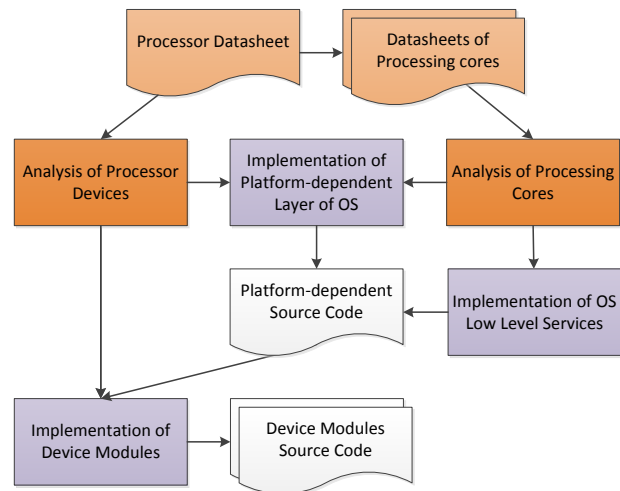 Processor Datasheet
Datasheets of
Processing cores
Analysis of Processor
Devices
Implementation of
Platform-dependent
Layer of OS
Analysis of Processing
Cores
Platform-dependent
Source Code
Implementation of OS
Low Level Services
Implementation of
Device Modules
Device Modules
Source Code